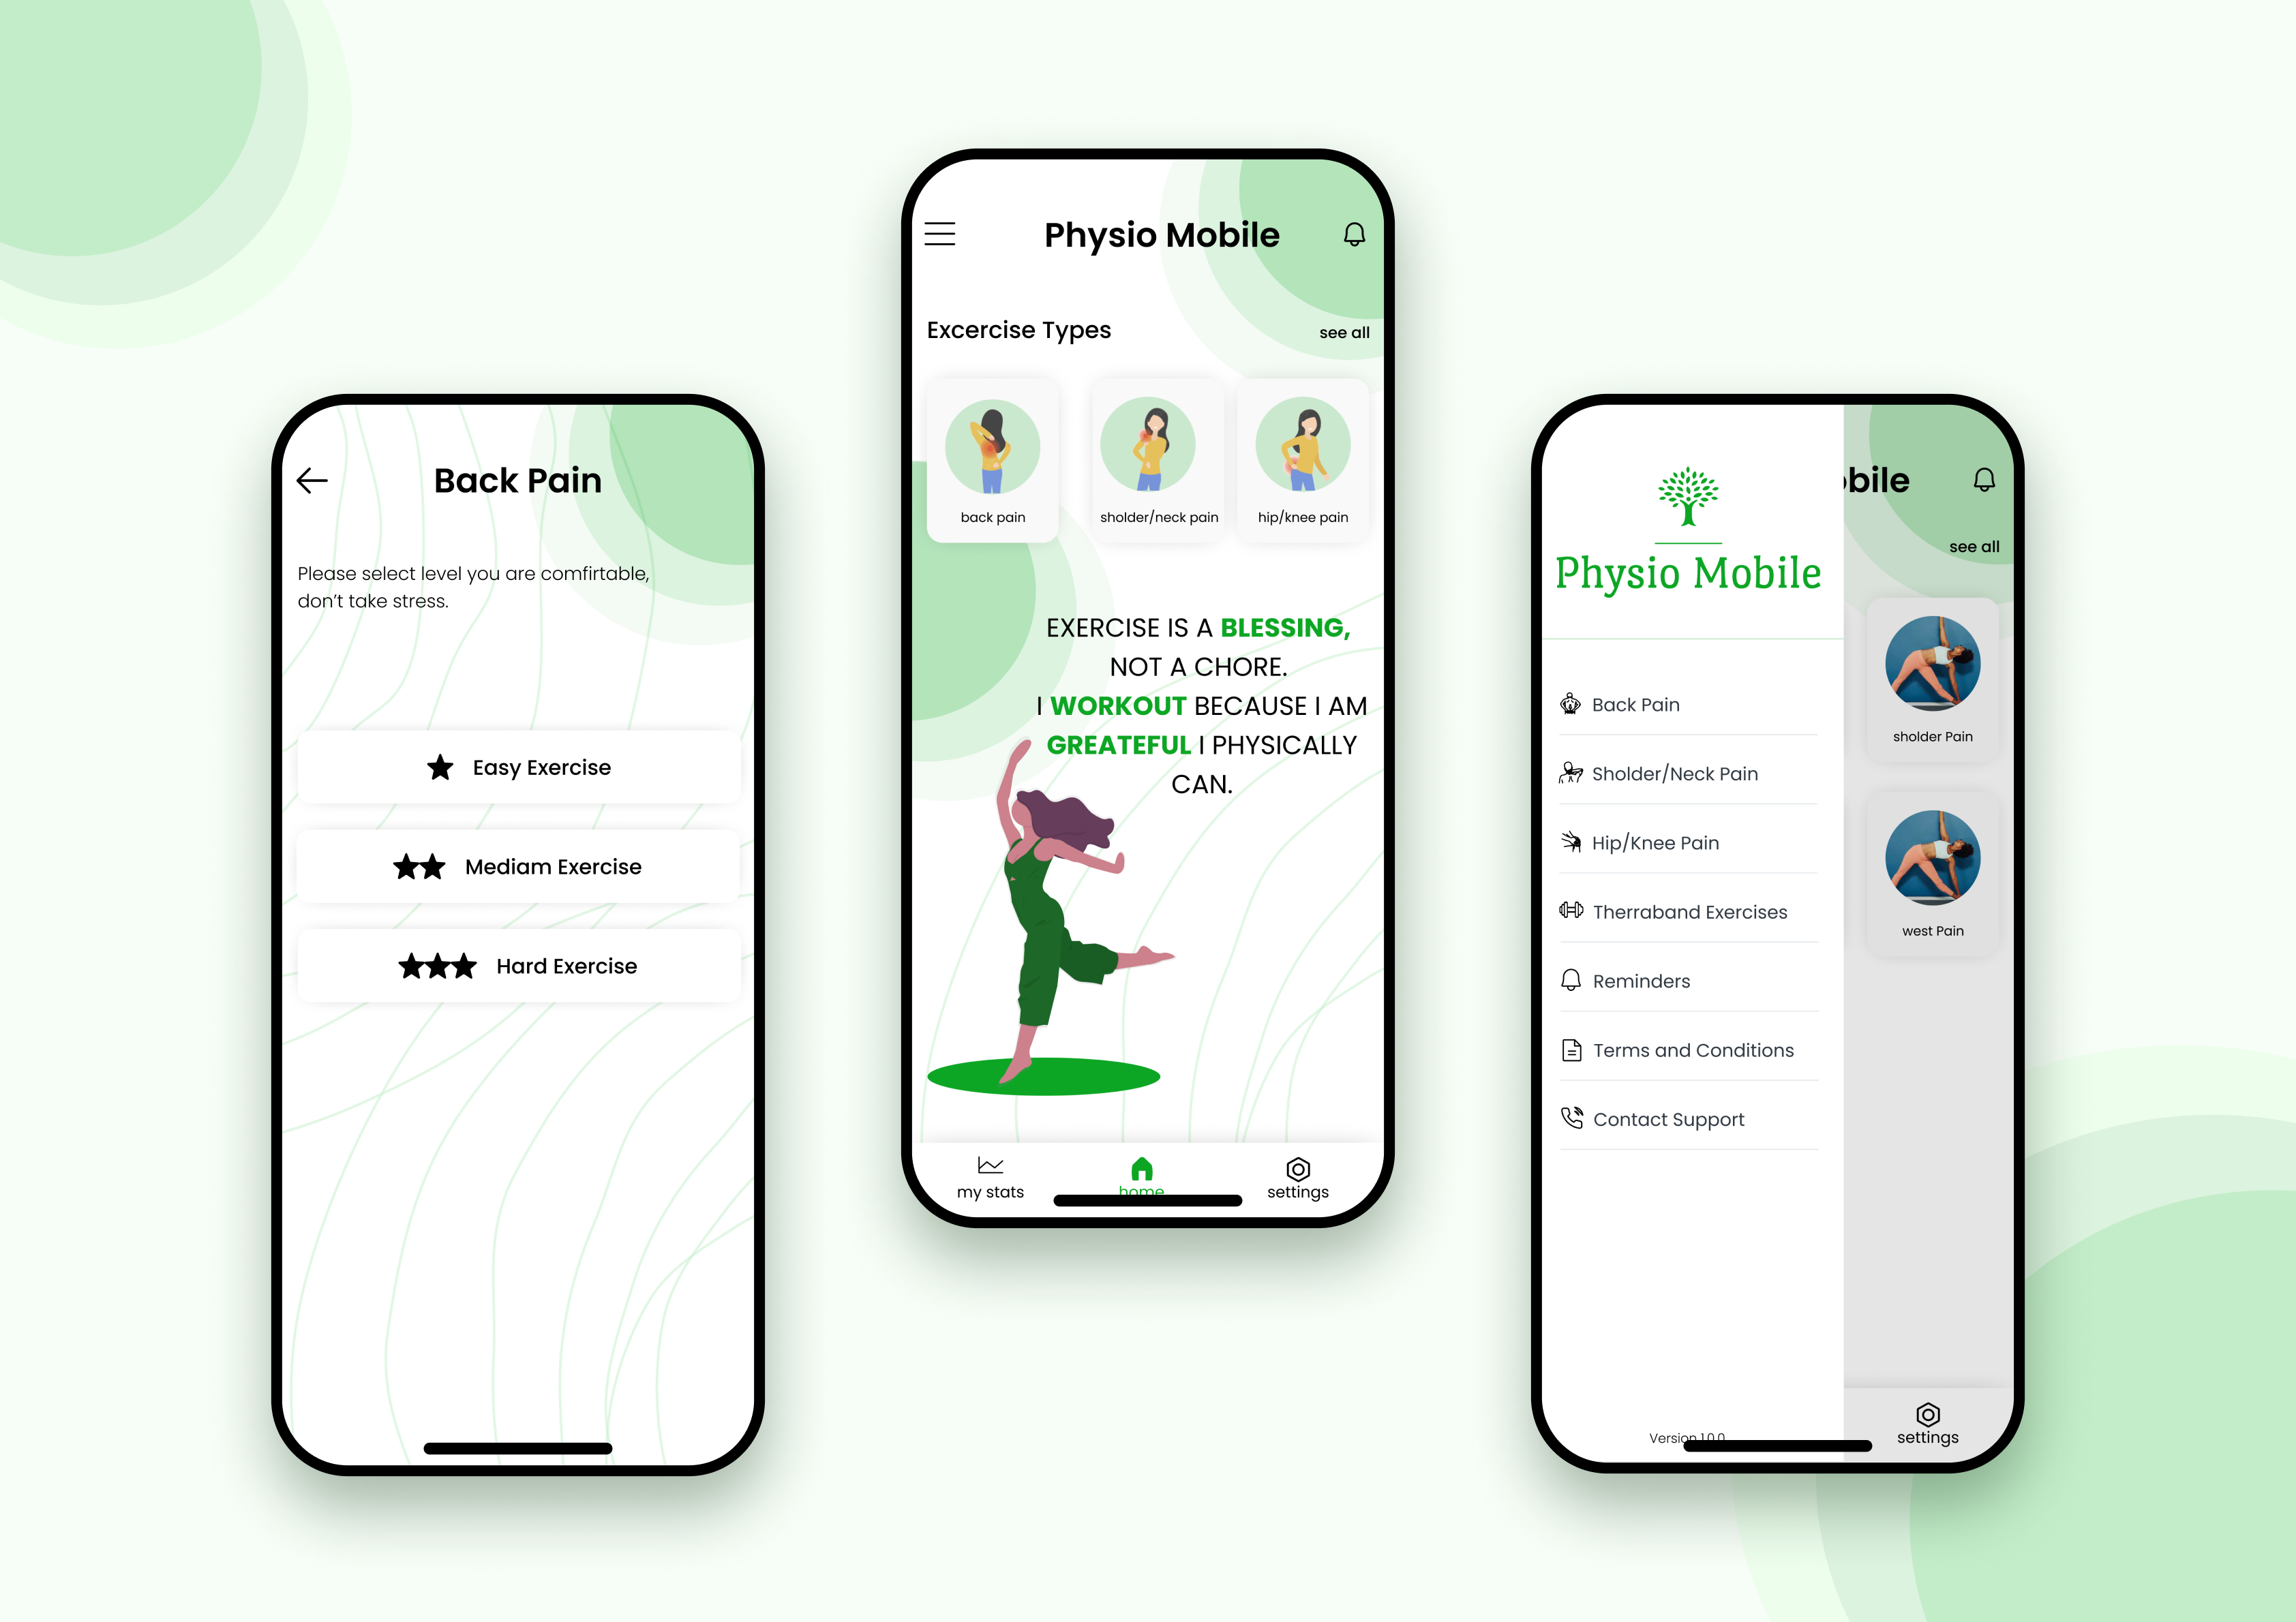 Back Pain
Please select level you are comfirtable,
don't take stress.
Easy Exercise
Mediam Exercise
Hard Exercise
Physio Mobile
Excercise Types
see all
back pain
sholder/neck pain
hip/knee pain
EXERCISE IS A BLESSING,
NOT A CHORE.
I WORKOUT BECAUSE I AM
GREATEFUL I PHYSICALLY
CAN.
my stats
home
settings
Physio Mobile
Back Pain
Sholder/Neck Pain
Hip/Knee Pain
Therraband Exercises
Reminders
Terms and Conditions
Contact Support
Version 1.0.0
obile
see all
sholder Pain
west Pain
settings